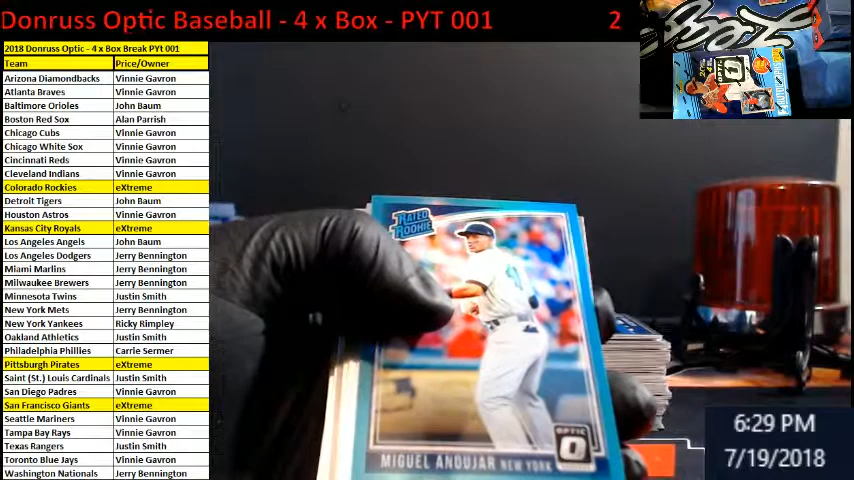 Donruss Optic Baseball - 4 x Box - PYT 001
2
2018 Donruss Optic - 4 x Box Break PYt 001
Team Price/Owner
Arizona Diamondbacks Vinnie Gavron
Atlanta Braves Vinnie Gavron
Baltimore Orioles John Baum
Boston Red Sox Alan Parrish
Chicago Cubs Vinnie Gavron
Chicago White Sox Vinnie Gavron
Cincinnati Reds Vinnie Gavron
Cleveland Indians Vinnie Gavron
Colorado Rockies eXtreme
Detroit Tigers John Baum
Houston Astros Vinnie Gavron
Kansas City Royals eXtreme
Los Angeles Angels John Baum
Los Angeles Dodgers Jerry Bennington
Miami Marlins Jerry Bennington
Milwaukee Brewers Jerry Bennington
Minnesota Twins Justin Smith
New York Mets Jerry Bennington
New York Yankees Ricky Rimpley
Oakland Athletics Justin Smith
Philadelphia Phillies Carrie Sermer
Pittsburgh Pirates eXtreme
Saint (St.) Louis Cardinals Justin Smith
San Diego Padres Vinnie Gavron
San Francisco Giants eXtreme
Seattle Mariners Vinnie Gavron
Tampa Bay Rays Vinnie Gavron
Texas Rangers Justin Smith
Toronto Blue Jays Vinnie Gavron
Washington Nationals Jerry Bennington
RATED
ROOKIE
OPTIC
MIGUEL ANDUJAR NEW YORK
6:29 PM
7/19/2018